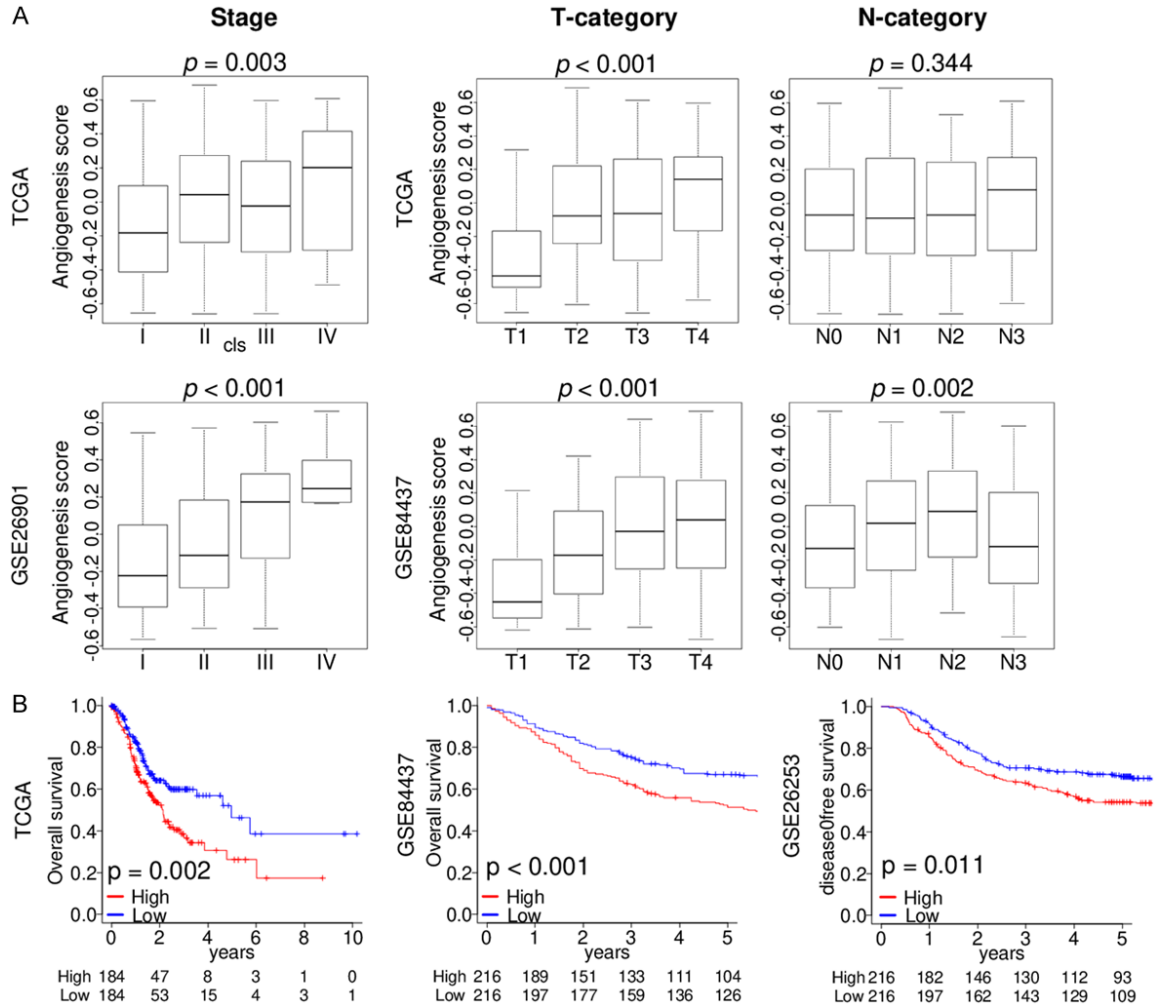 A
Stage
T-category
N-category
p = 0.003
p < 0.001
p = 0.344
TCGA
Angiogenesis score
-0.6 -0.4 -0.2 0.0 0.2 0.4 0.6
I II III IV
cls
TCGA
Angiogenesis score
-0.6 -0.4 -0.2 0.0 0.2 0.4 0.6
T1 T2 T3 T4
-0.6 -0.4 -0.2 0.0 0.2 0.4 0.6
N0 N1 N2 N3
p < 0.001
p < 0.001
p = 0.002
GSE26901
Angiogenesis score
-0.6 -0.4 -0.2 0.0 0.2 0.4 0.6
I II III IV
GSE84437
Angiogenesis score
-0.6 -0.4 -0.2 0.0 0.2 0.4 0.6
T1 T2 T3 T4
-0.6 -0.4 -0.2 0.0 0.2 0.4 0.6
N0 N1 N2 N3
B
TCGA
Overall survival
1.0
0.8
0.6
0.4
0.2
0.0
p = 0.002
High
Low
0 2 4 6 8 10
years
High 184 47 8 3 1 0
Low 184 53 15 4 3 1
GSE84437
Overall survival
1.0
0.8
0.6
0.4
0.2
0.0
p < 0.001
High
Low
0 1 2 3 4 5
years
High 216 189 151 133 111 104
Low 216 197 177 159 136 126
GSE26253
disease0free survival
1.0
0.8
0.6
0.4
0.2
0.0
p = 0.011
High
Low
0 1 2 3 4 5
years
High 216 182 146 130 112 93
Low 216 197 162 143 129 109